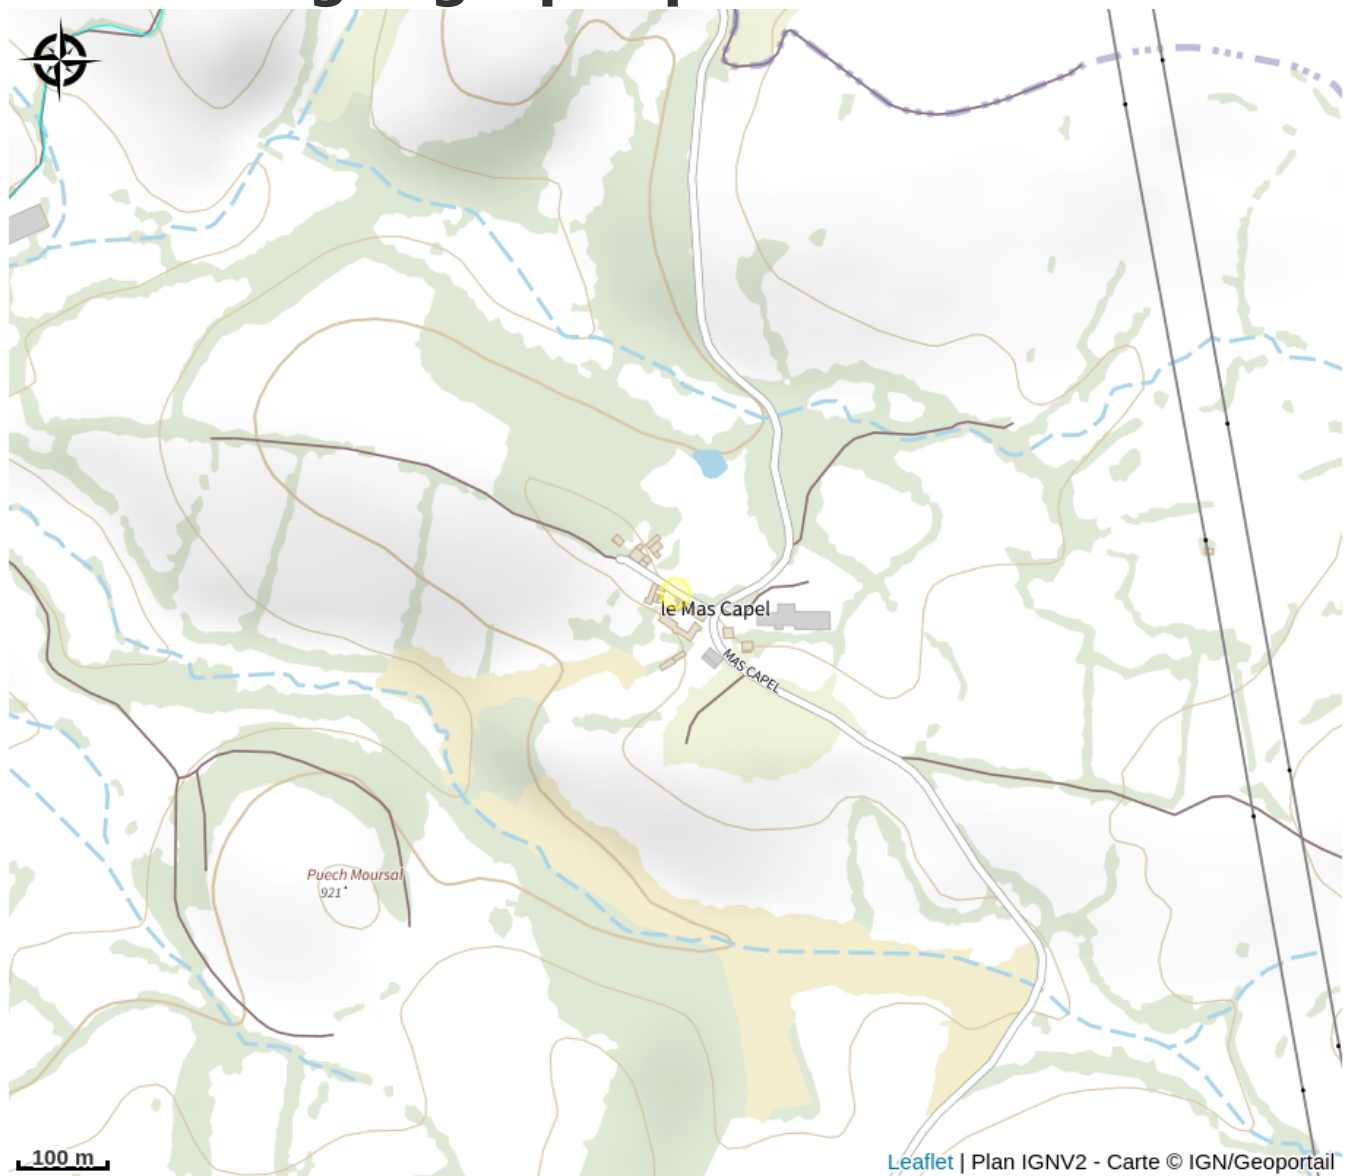 le Mas Capel
MAS CAPEL
Puech Moursal
921
100 m
Leaflet | Plan IGNV2 - Carte © IGN/Geoportail